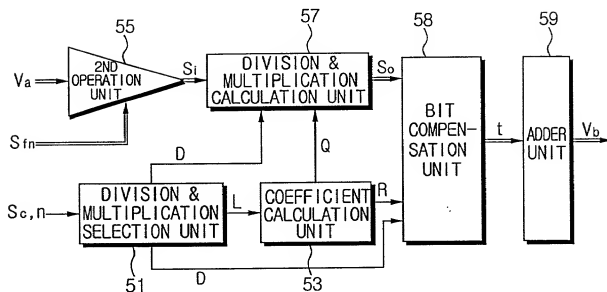 55
57
58
59
Va
2ND
OPERATION
UNIT
Si
DIVISION &
MULTIPLICATION
CALCULATION UNIT
So
BIT
COMPEN-
SATION
UNIT
t
ADDER
UNIT
Vb
Sfn
D
Q
Sc,n
DIVISION &
MULTIPLICATION
SELECTION UNIT
L
COEFFICIENT
CALCULATION
UNIT
R
D
51
53